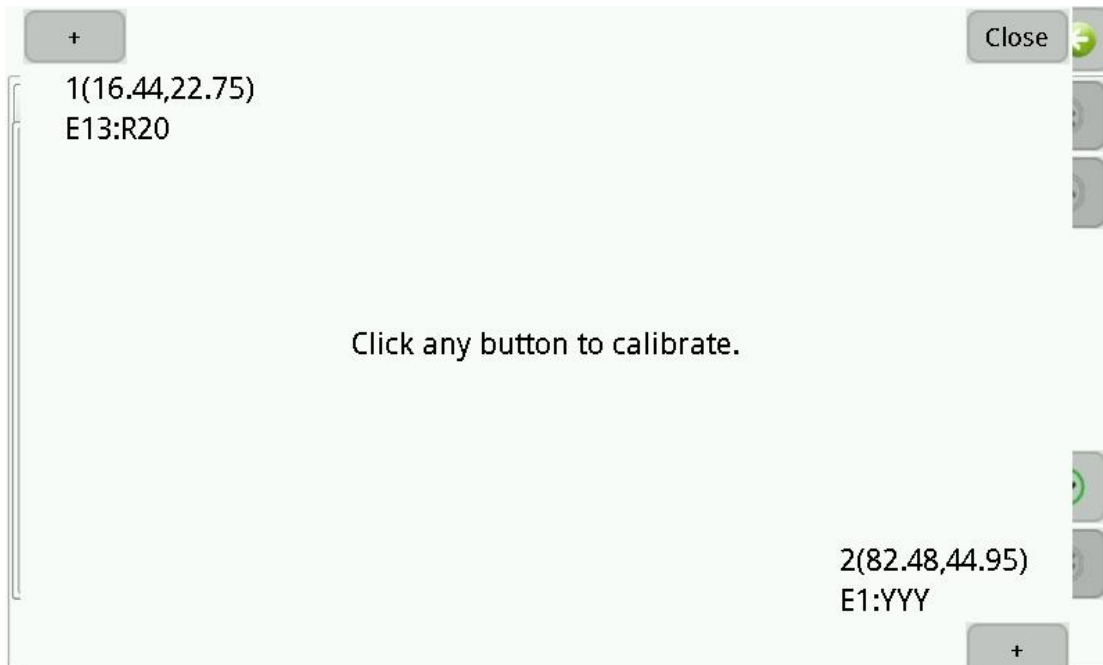 +
Close
1(16.44,22.75)
E13:R20
Click any button to calibrate.
2(82.48,44.95)
E1:YYY
+